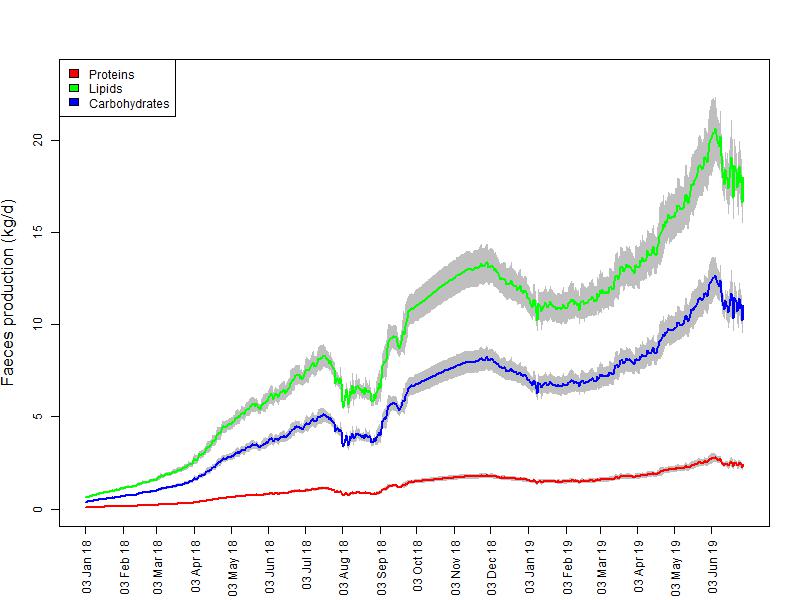 Proteins
Lipids
Carbohydrates
Faeces production (kg/d)
20
15
10
5
0
03 Jan 18
03 Feb 18
03 Mar 18
03 Apr 18
03 May 18
03 Jun 18
03 Jul 18
03 Aug 18
03 Sep 18
03 Oct 18
03 Nov 18
03 Dec 18
03 Jan 19
03 Feb 19
03 Mar 19
03 Apr 19
03 May 19
03 Jun 19